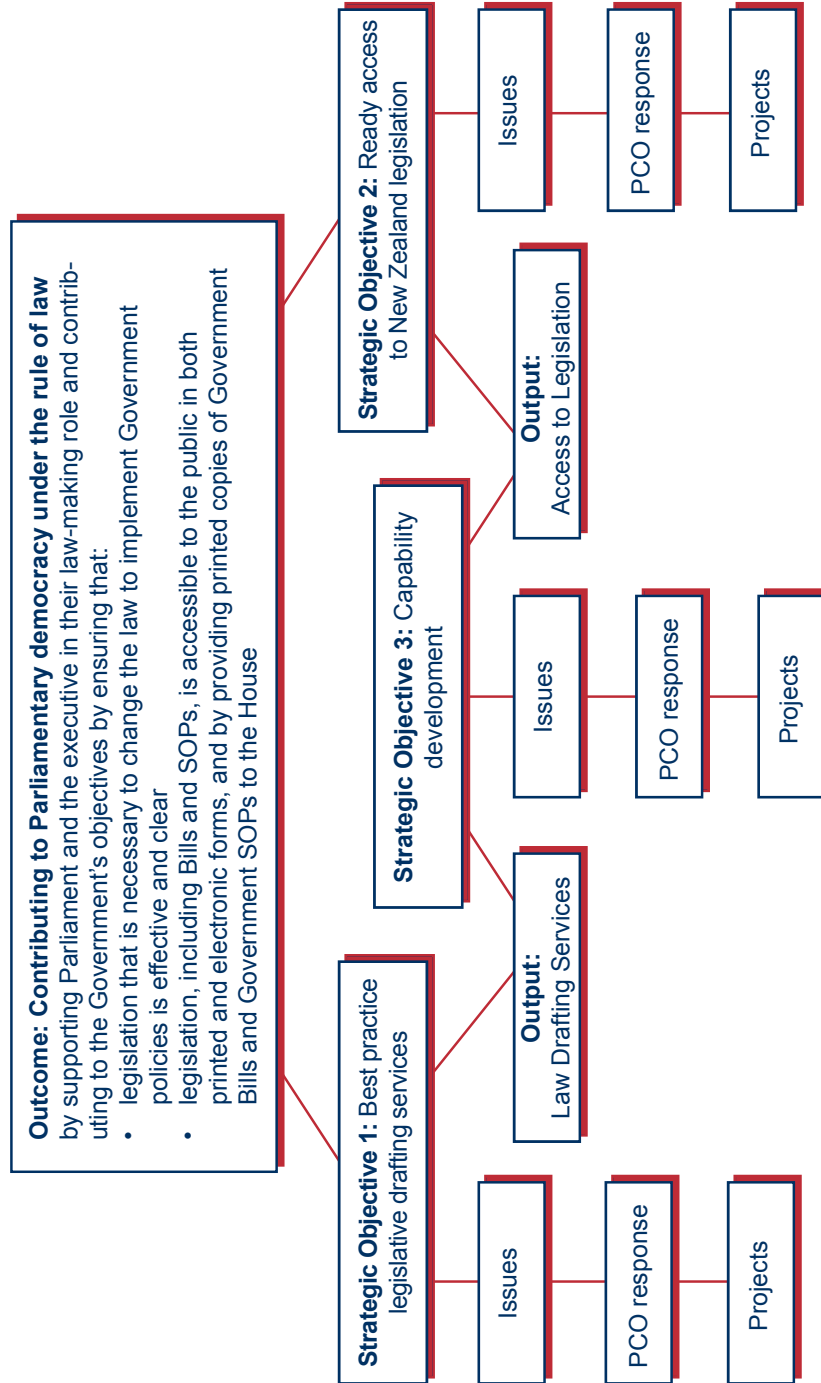 Outcome: Contributing to Parliamentary democracy under the rule of law
by supporting Parliament and the executive in their law-making role and contrib-
uting to the Government’s objectives by ensuring that:
• legislation that is necessary to change the law to implement Government
policies is effective and clear
• legislation, including Bills and SOPs, is accessible to the public in both
printed and electronic forms, and by providing printed copies of Government
Bills and Government SOPs to the House
Strategic Objective 1: Best practice
legislative drafting services
Issues
PCO response
Projects
Output:
Law Drafting Services
Strategic Objective 3: Capability
development
Issues
PCO response
Projects
Output:
Access to Legislation
Strategic Objective 2: Ready access
to New Zealand legislation
Issues
PCO response
Projects